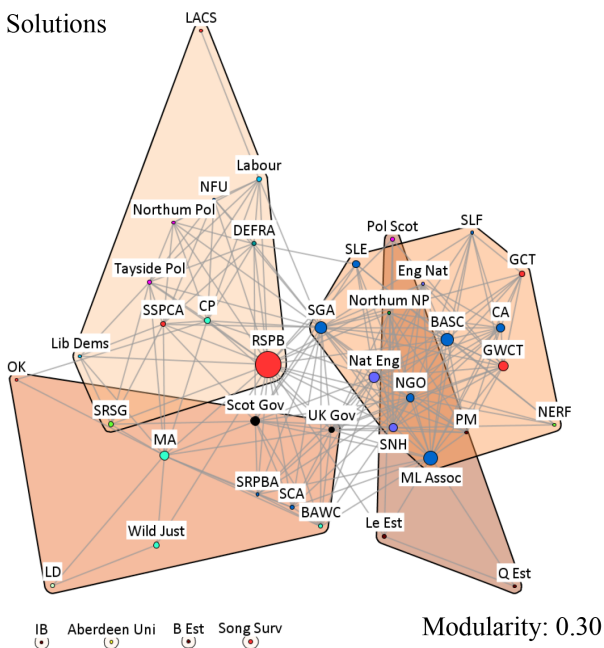 LACS
Solutions
Labour
NFU
Northum Pol
DEFRA
Pol Scot
SLF
SLE
Eng Nat
GCT
Tayside Pol
Northum NP
SSPCA
CP
SGA
BASC
CA
Lib Dems
RSPB
Nat Eng
GWCT
OK
NGO
SRSG
Scot Gov
UK Gov
PM
NERF
MA
SNH
ML Assoc
SRPBA
SCA
BAWC
Le Est
Wild Just
LD
Q Est
IB
Aberdeen Uni
B Est
Song Surv
Modularity: 0.30